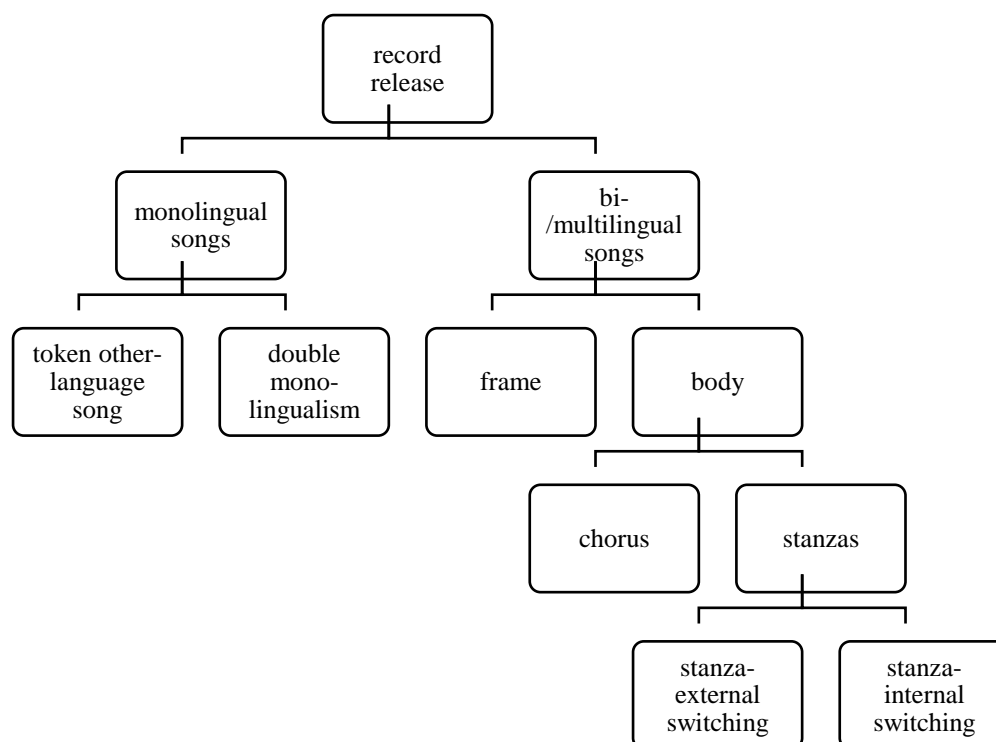 record
release
monolingual
songs
bi-
/multilingual
songs
token other-
language
song
double
mono-
lingualism
frame
body
chorus
stanzas
stanza-
external
switching
stanza-
internal
switching